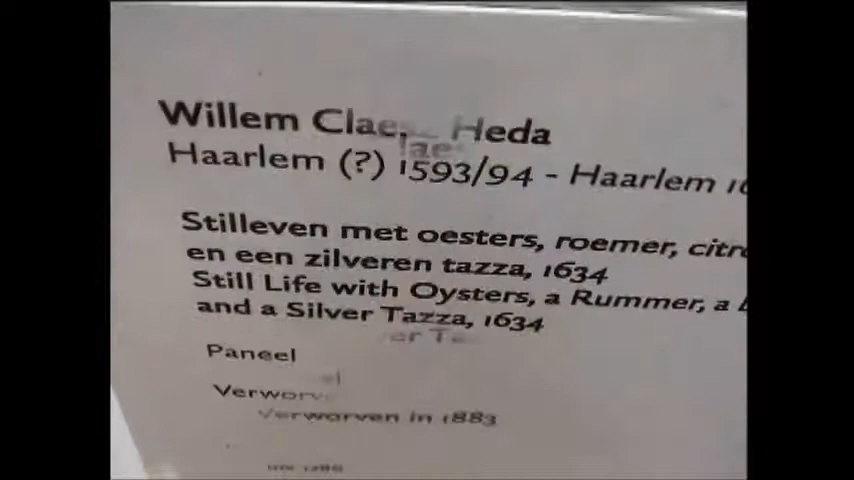 Willem Heda
Haarlem (?) 1593/94 - Haarlem
Stilleven met oesters, roemer,
en een zilveren tazza, 1634
Still Life with Oysters, a Rummer, a
and a Silver Tazza, 1634
Paneel
Verworven in 1883